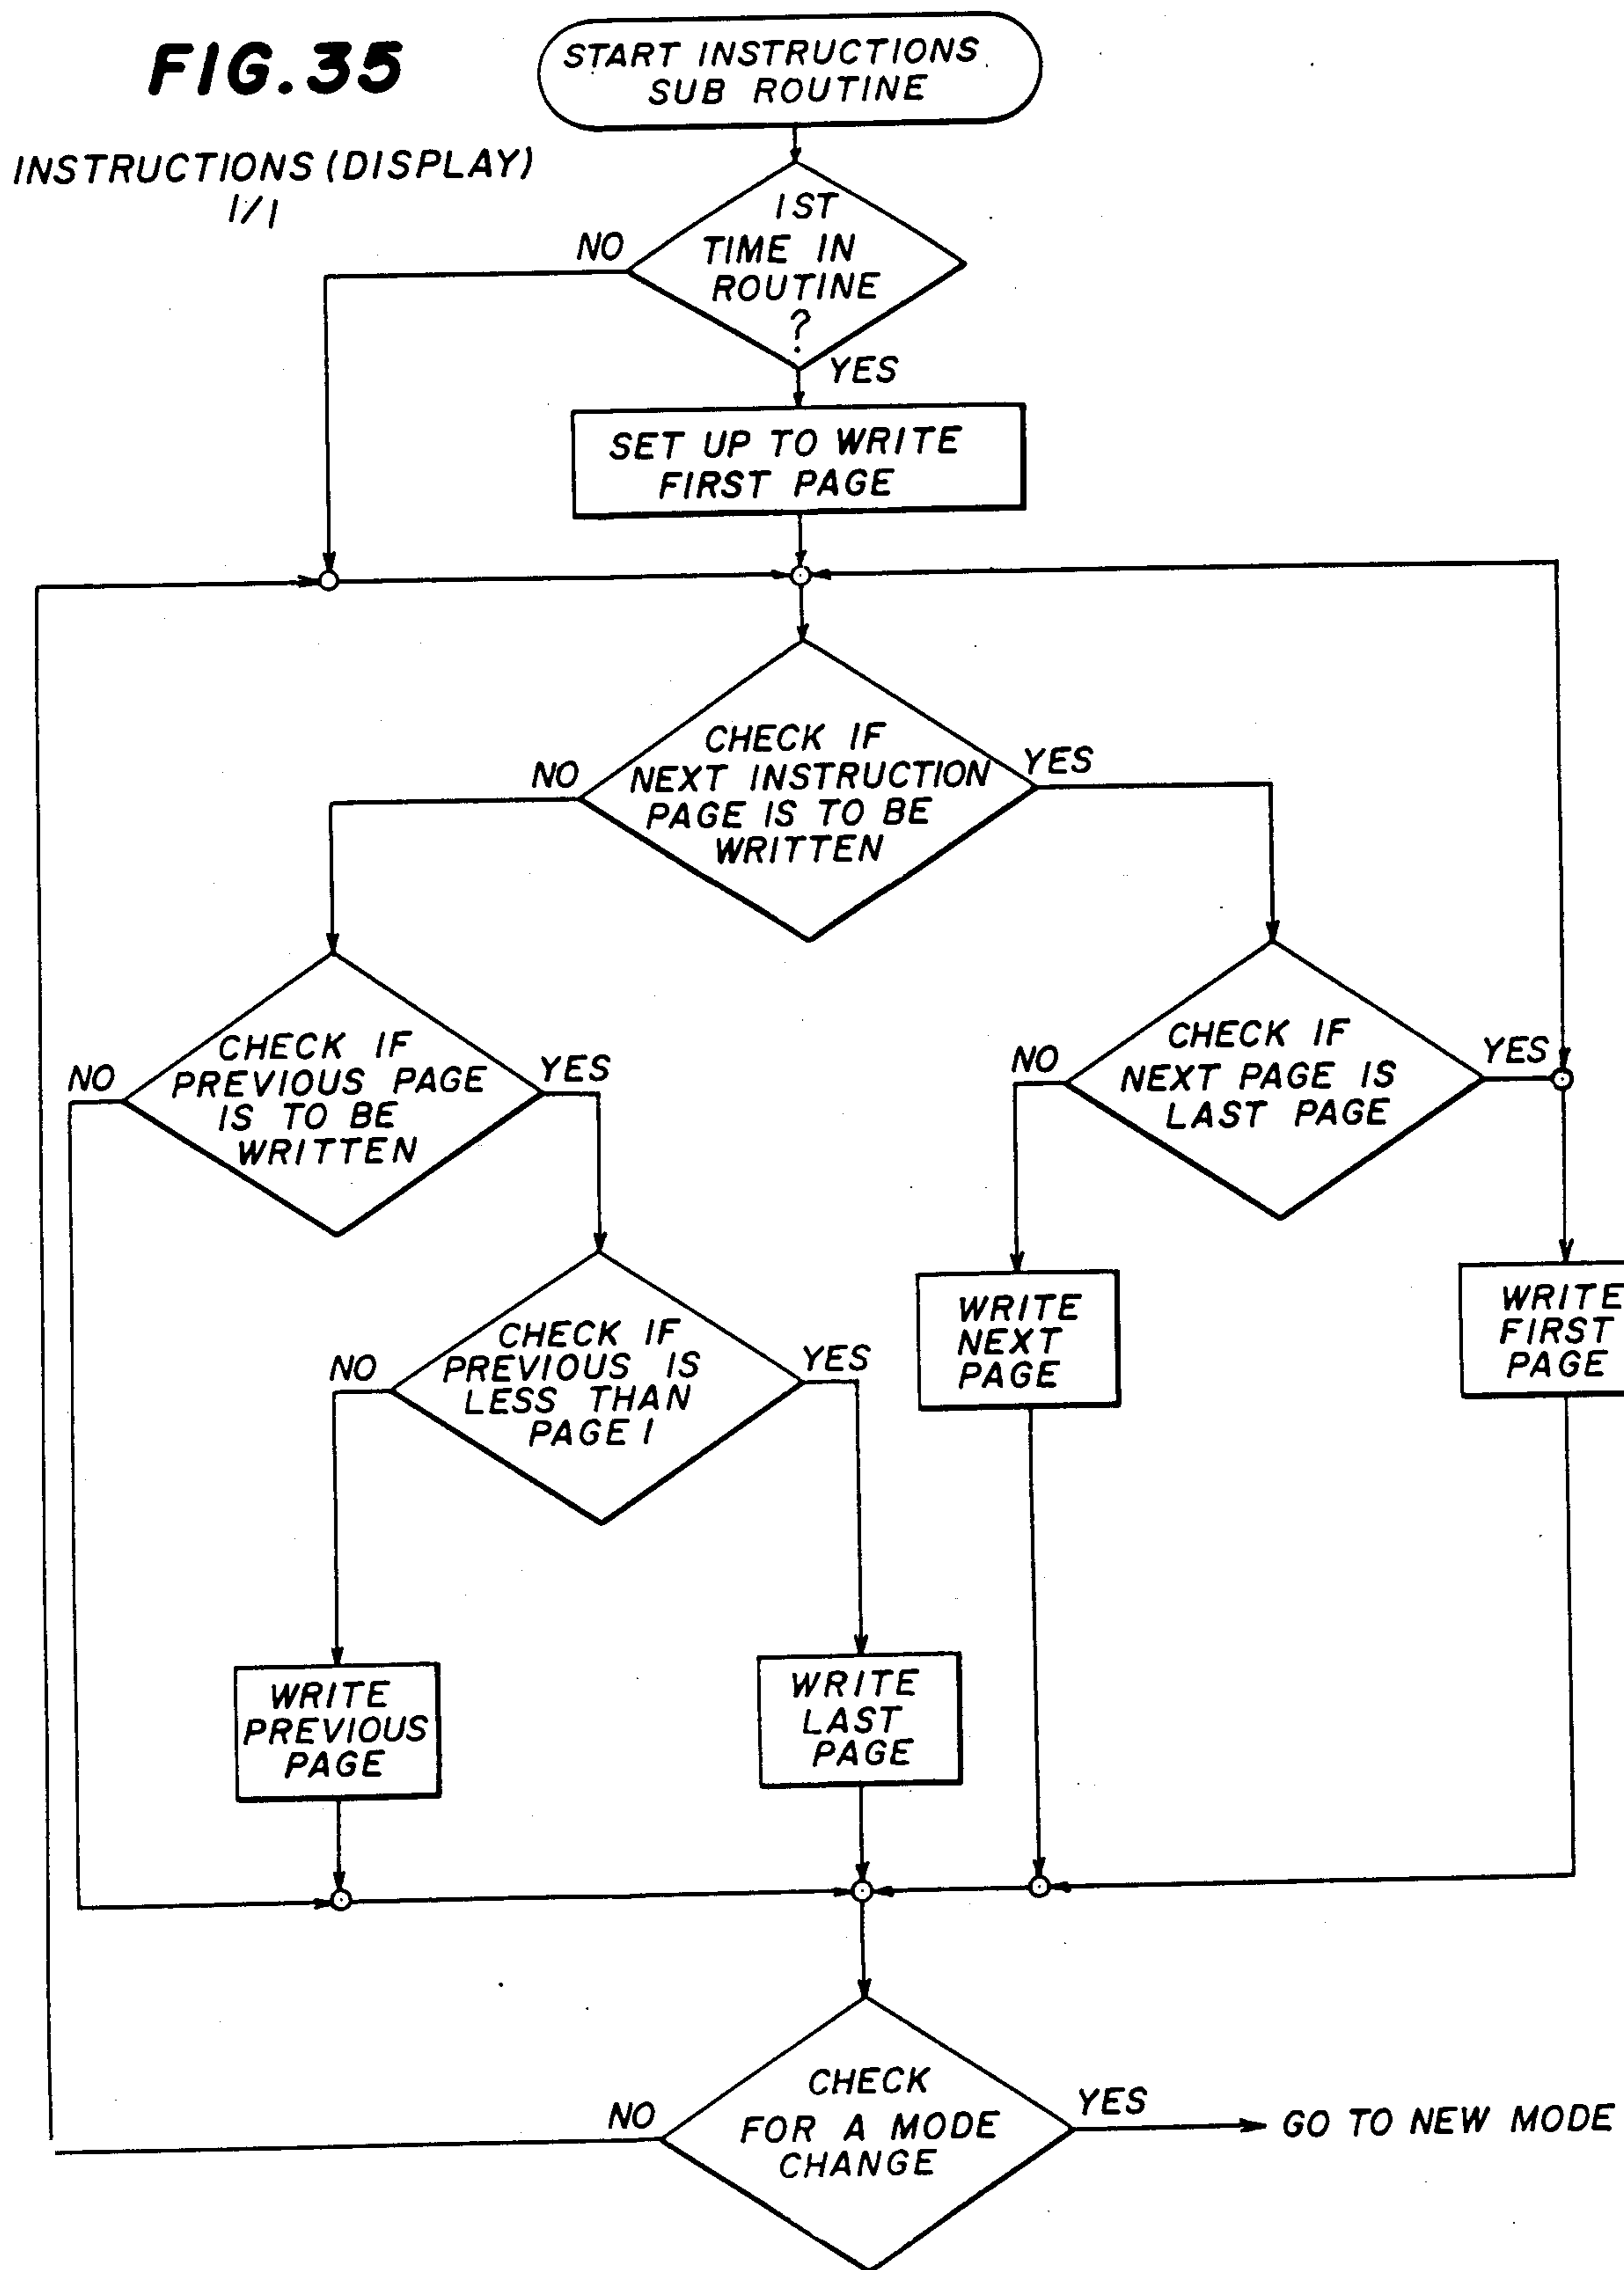 FIG.35
START INSTRUCTIONS
SUB ROUTINE
INSTRUCTIONS (DISPLAY)
1/1
1ST
TIME IN
ROUTINE
?
NO
YES
SET UP TO WRITE
FIRST PAGE
CHECK IF
NEXT INSTRUCTION
PAGE IS TO BE
WRITTEN
NO
YES
CHECK IF
PREVIOUS PAGE
IS TO BE
WRITTEN
NO
YES
CHECK IF
NEXT PAGE IS
LAST PAGE
NO
YES
CHECK IF
PREVIOUS IS
LESS THAN
PAGE 1
NO
YES
WRITE
NEXT
PAGE
WRITE
FIRST
PAGE
WRITE
PREVIOUS
PAGE
WRITE
LAST
PAGE
CHECK
FOR A MODE
CHANGE
NO
YES
GO TO NEW MODE